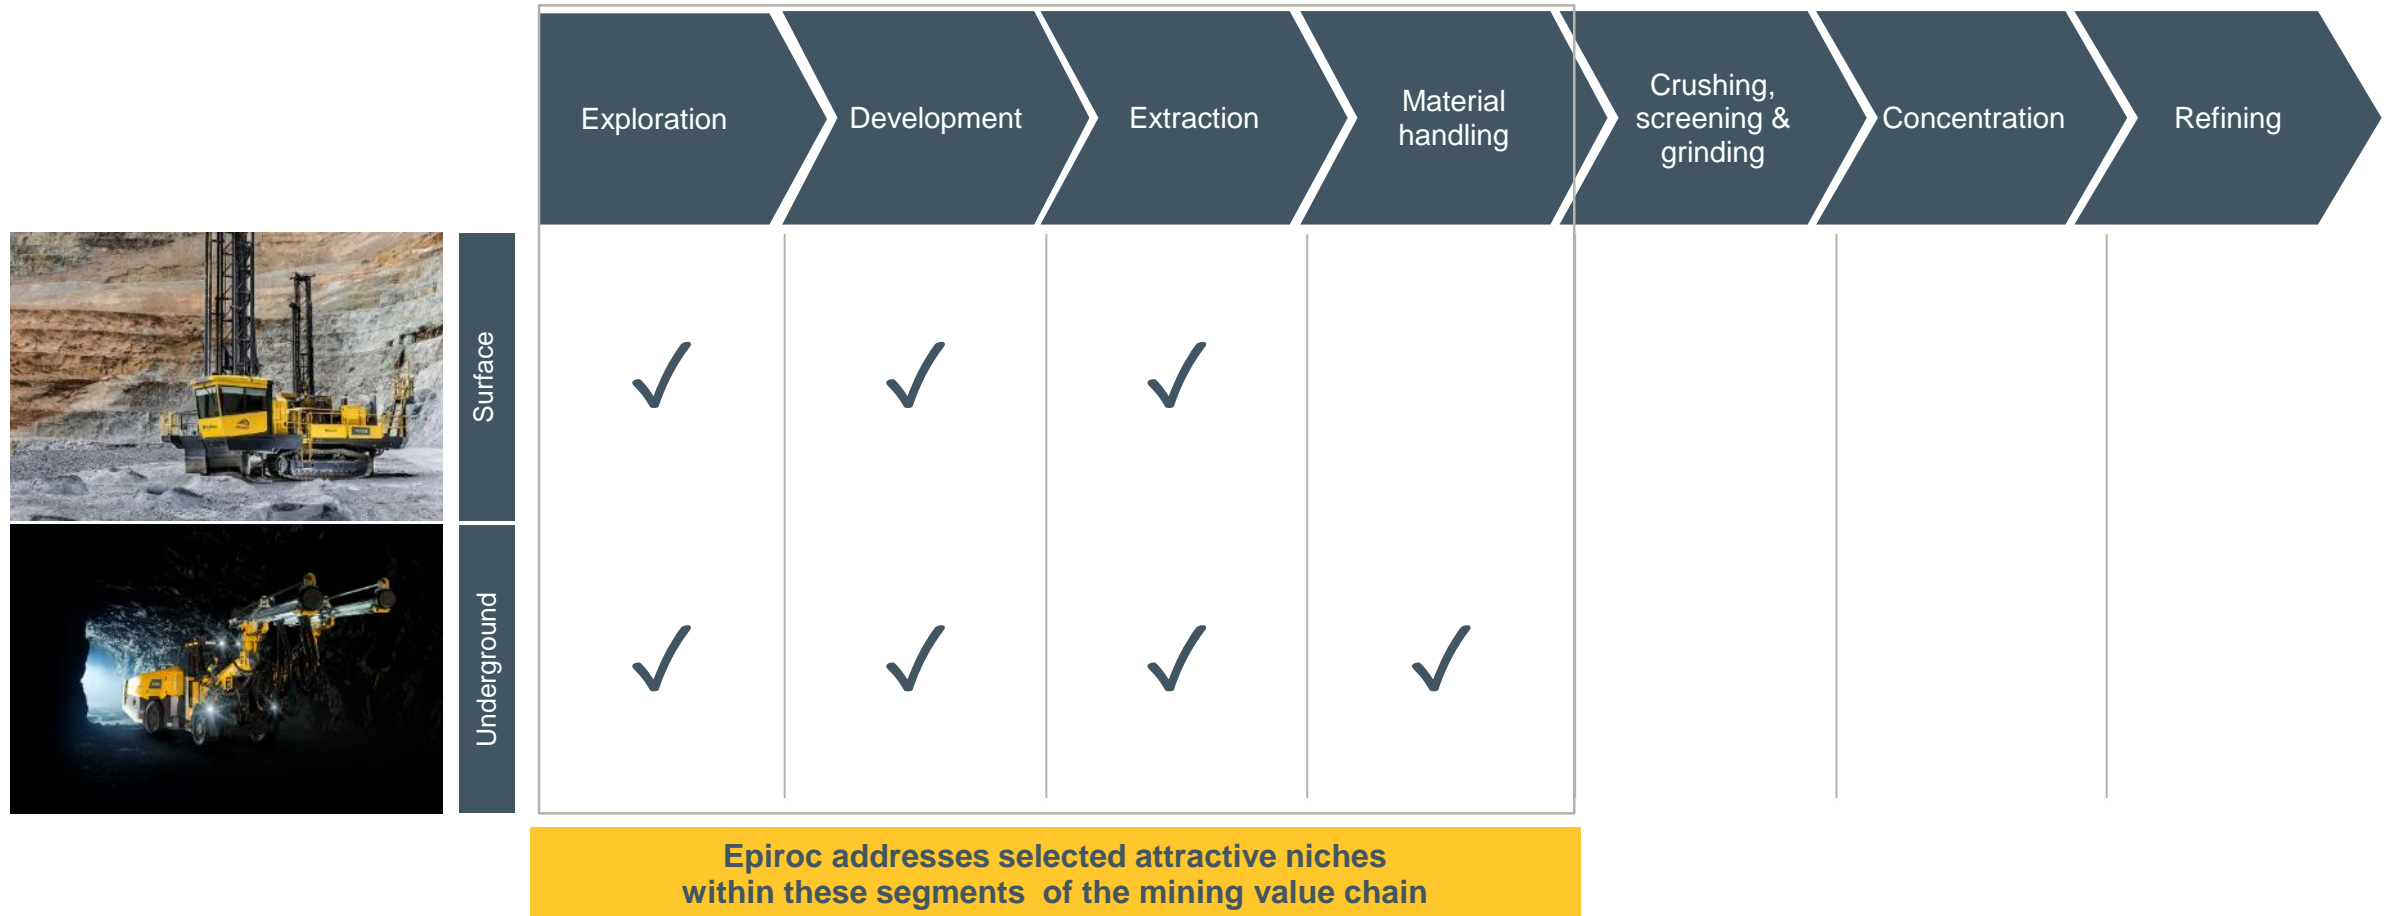 Exploration
Development
Extraction
Material
handling
Crushing,
screening &
grinding
Concentration
Refining
Surface
Underground
Epiroc addresses selected attractive niches
within these segments of the mining value chain